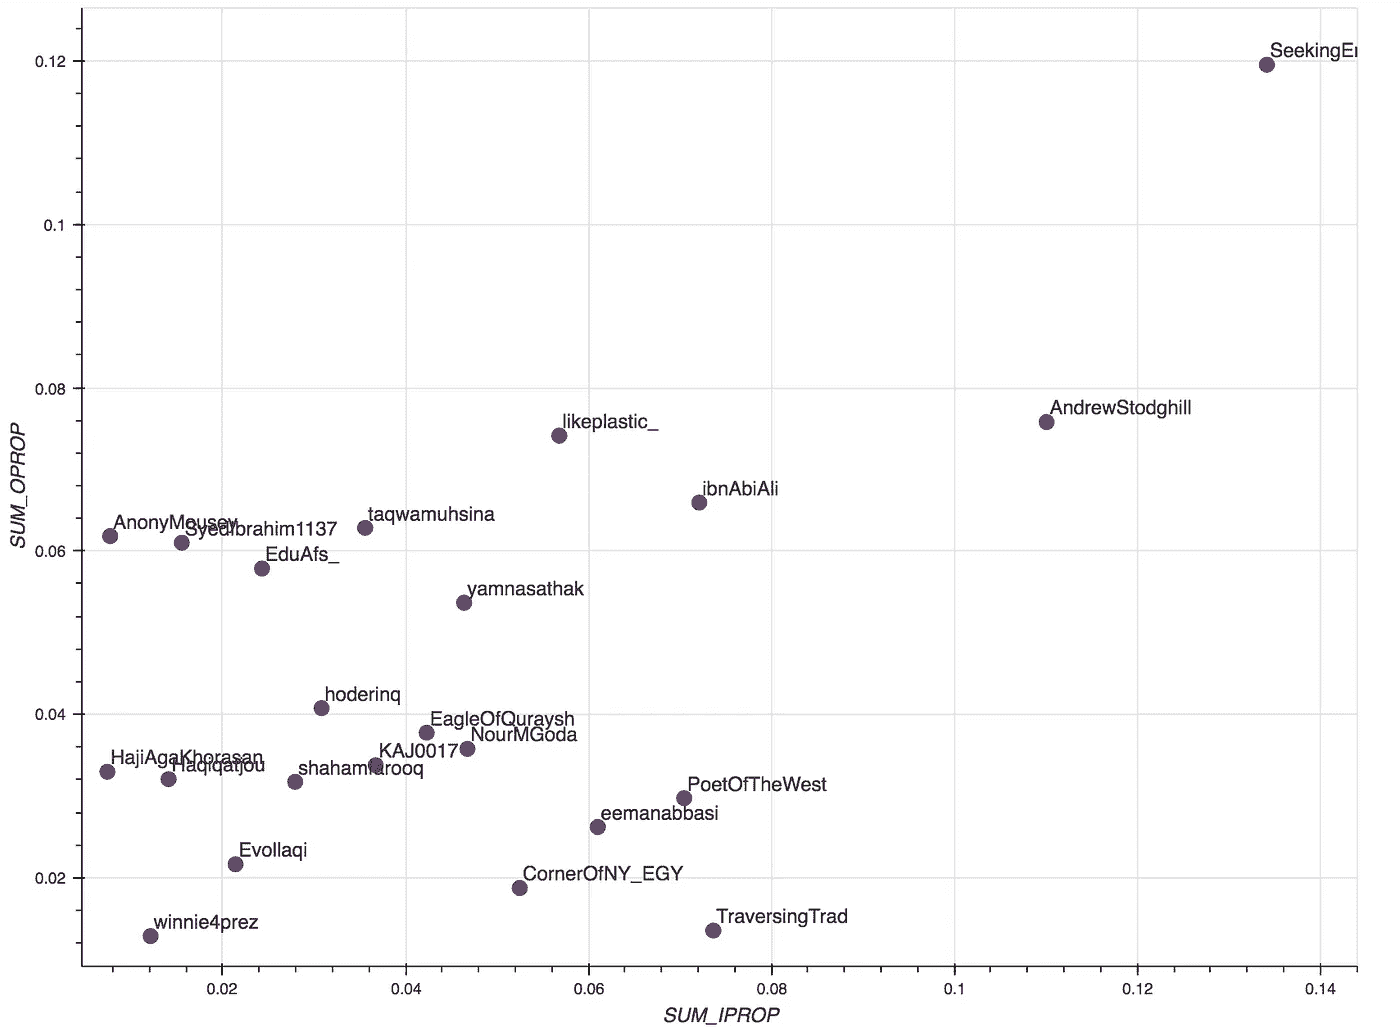 SeekingEr
0.12
0.1
0.08
AndrewStodghill
likeplastic_
ibnAbiAli
taqwamuhsina
AnonyMousey
SyedIbrahim1137
EduAfs_
0.06
yamnasathak
hoderinq
0.04
EagleOfQuraysh
NourMGoda
KAJ0017
HajiAgaKhorasan
Haqiqatjou
shahamfarooq
PoetOfTheWest
eemanabbasi
Evollaqi
0.02
CornerOfNY_EGY
TraversingTrad
winnie4prez
SUM_OPROP
0.02 0.04 0.06 0.08 0.1 0.12 0.14
SUM_IPROP